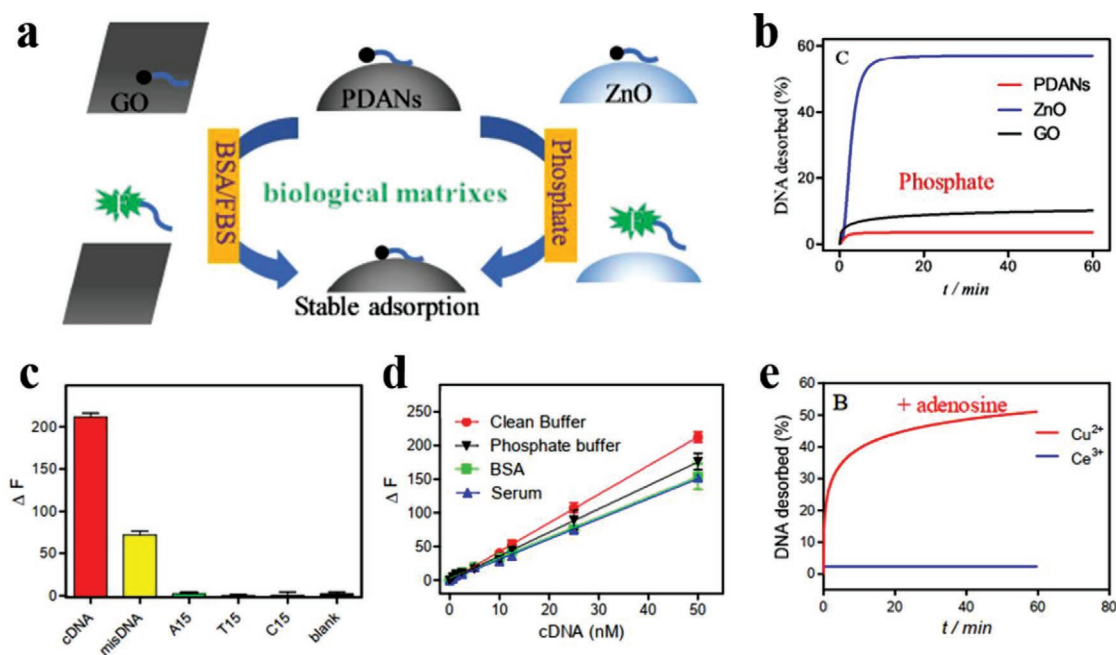 a
GO
PDANs
ZnO
BSA/FBS
biological matrixes
Phosphate
Stable adsorption
b
C
DNA desorbed (%)
60
40
20
0
PDANs
ZnO
GO
Phosphate
0 20 40 60
t / min
c
Δ F
200
150
100
50
0
cDNA
misDNA
A15
T15
C15
blank
d
Δ F
250
200
150
100
50
0
Clean Buffer
Phosphate buffer
BSA
Serum
0 10 20 30 40 50
cDNA (nM)
e
B
DNA desorbed (%)
60
50
40
30
20
10
0
+ adenosine
Cu2+
Ce3+
0 20 40 60 80
t / min